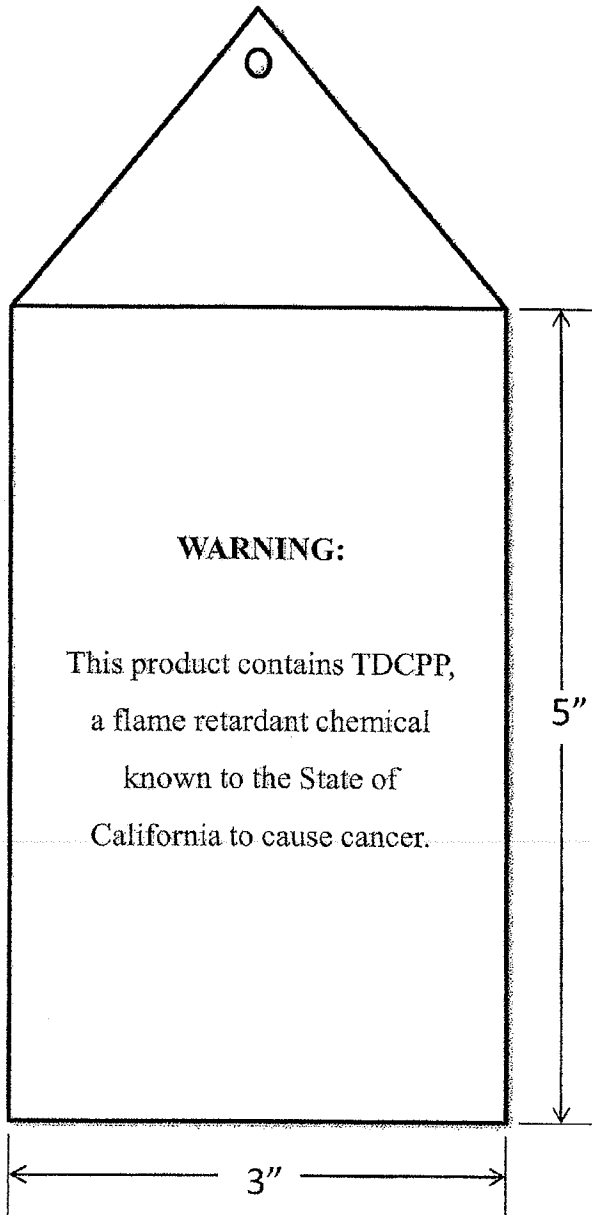 WARNING:
This product contains TDCPP,
a flame retardant chemical
known to the State of
California to cause cancer.
5"
3"